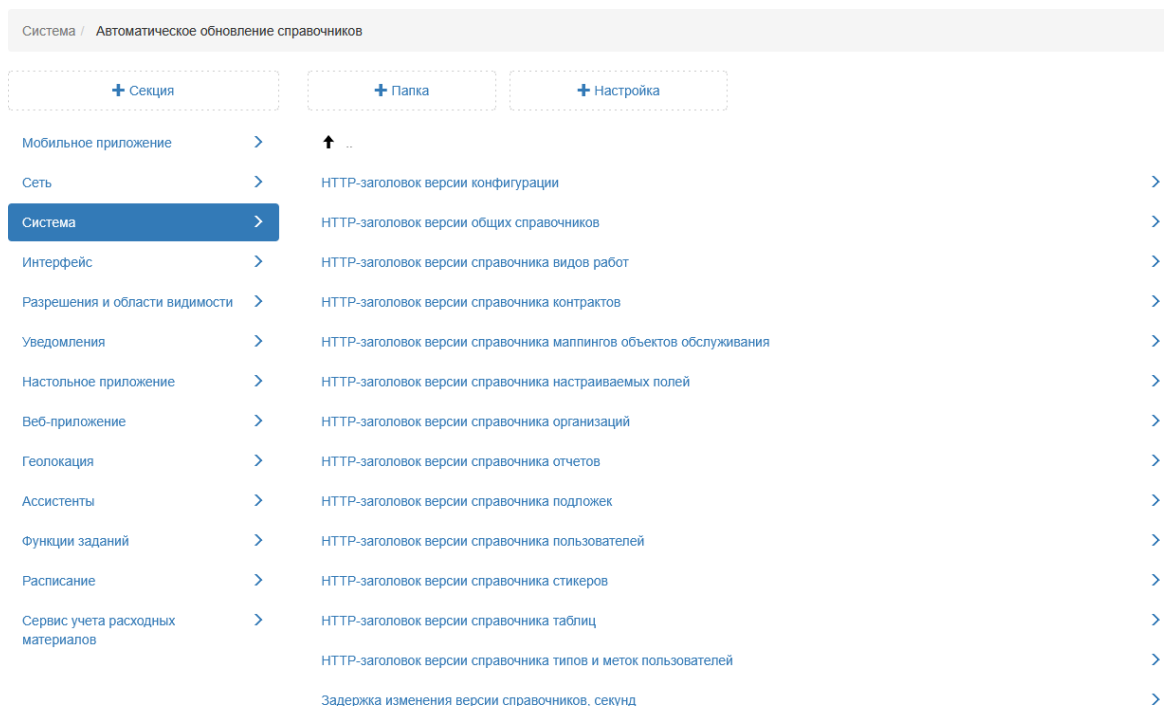 Система / Автоматическое обновление справочников
Секция
Папка
Настройка
Мобильное приложение
Сеть
Система
Интерфейс
Разрешения и области видимости
Уведомления
Настольное приложение
Веб-приложение
Геолокация
Ассистенты
Функции заданий
Расписание
Сервис учета расходных
материалов
..
HTTP-заголовок версии конфигурации
HTTP-заголовок версии общих справочников
HTTP-заголовок версии справочника видов работ
HTTP-заголовок версии справочника контрактов
HTTP-заголовок версии справочника маппингов объектов обслуживания
HTTP-заголовок версии справочника настраиваемых полей
HTTP-заголовок версии справочника организаций
HTTP-заголовок версии справочника отчетов
HTTP-заголовок версии справочника подложек
HTTP-заголовок версии справочника пользователей
HTTP-заголовок версии справочника стикеров
HTTP-заголовок версии справочника таблиц
HTTP-заголовок версии справочника типов и меток пользователей
Задержка изменения версии справочников, секунд